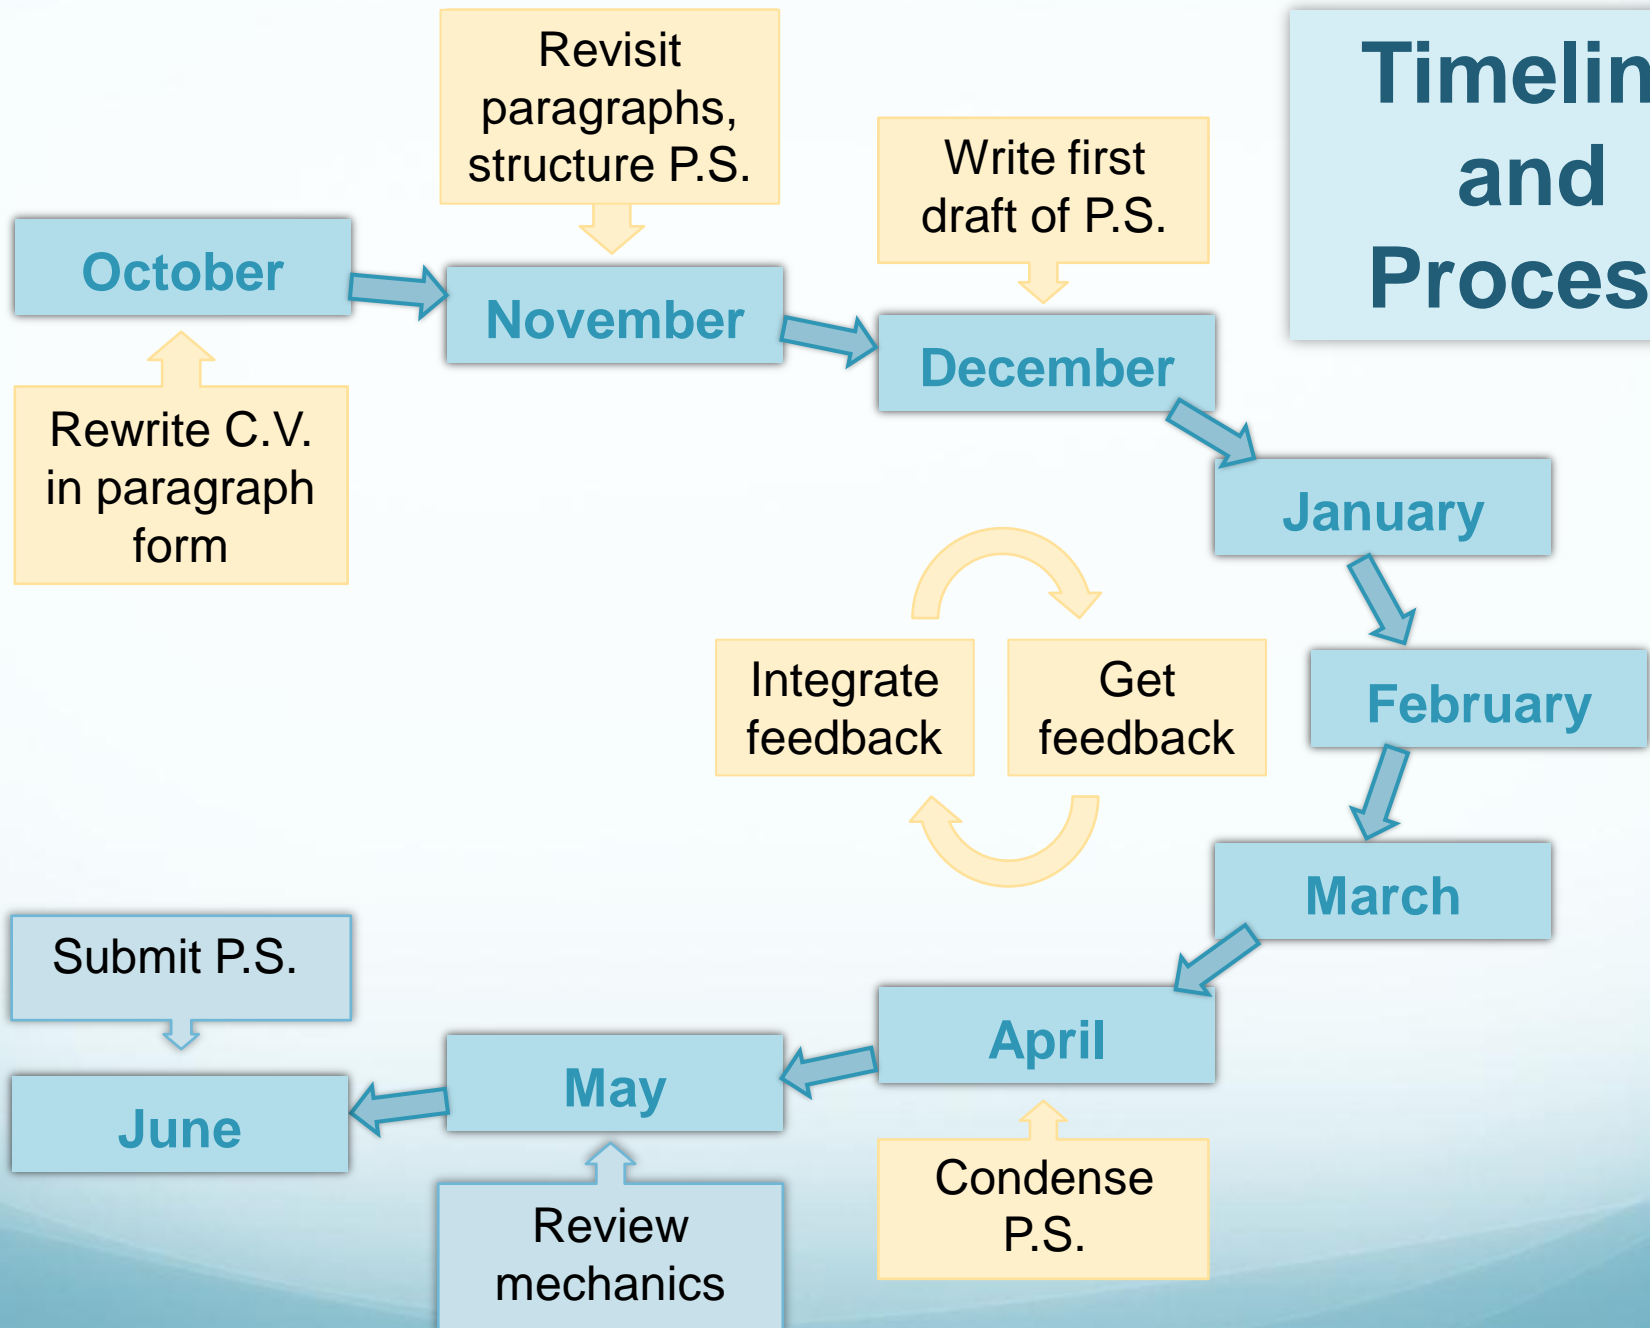 Timelin
and
Proces
October
Rewrite C.V.
in paragraph
form
Revisit
paragraphs,
structure P.S.
November
Write first
draft of P.S.
December
January
February
March
Integrate
feedback
Get
feedback
April
Condense
P.S.
May
Review
mechanics
Submit P.S.
June